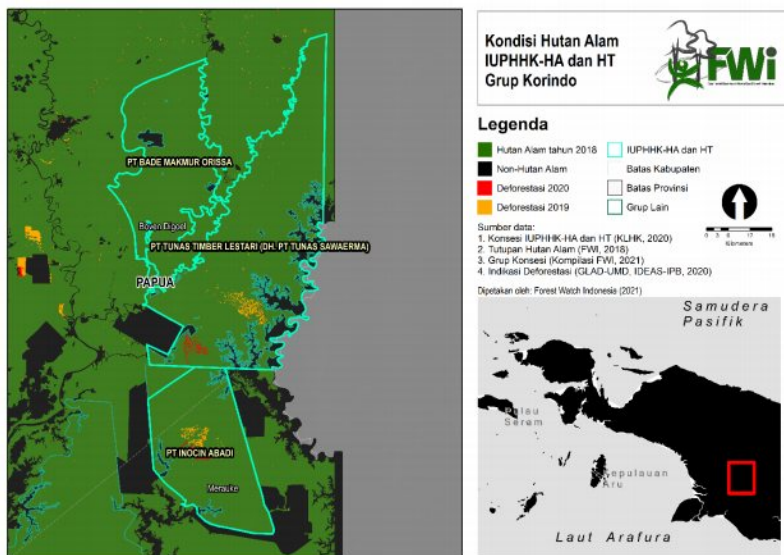 Kondisi Hutan Alam
IUPHHK-HA dan HT
Grup Korindo
FWi
Legenda
Hutan Alam tahun 2018
Non-Hutan Alam
Deforestasi 2020
Deforestasi 2019
IUPHHK-HA dan HT
Batas Kabupaten
Batas Provinsi
Grup Lain
Kilometers
Sumber data:
1. Konsesi IUPHHK-HA dan HT (KLHK, 2020)
2. Tutupan Hutan Alam (FWI, 2018)
3. Grup Konsesi (Kompilasi FWI, 2021)
4. Indikasi Deforestasi (GLAD-UMD, IDEAS-IPB, 2020)
Dipetakan oleh: Forest Watch Indonesia (2021)
PT BADE MAKMUR ORISSA
Boven Digoel
PT TUNAS TIMBER LESTARI (DH. PT TUNAS SAWAERMA)
PAPUA
PT INOCIN ABADI
Merauke
Samudera
Pasifik
Pulau
Seram
Kepulauan
Aru
Laut Arafura